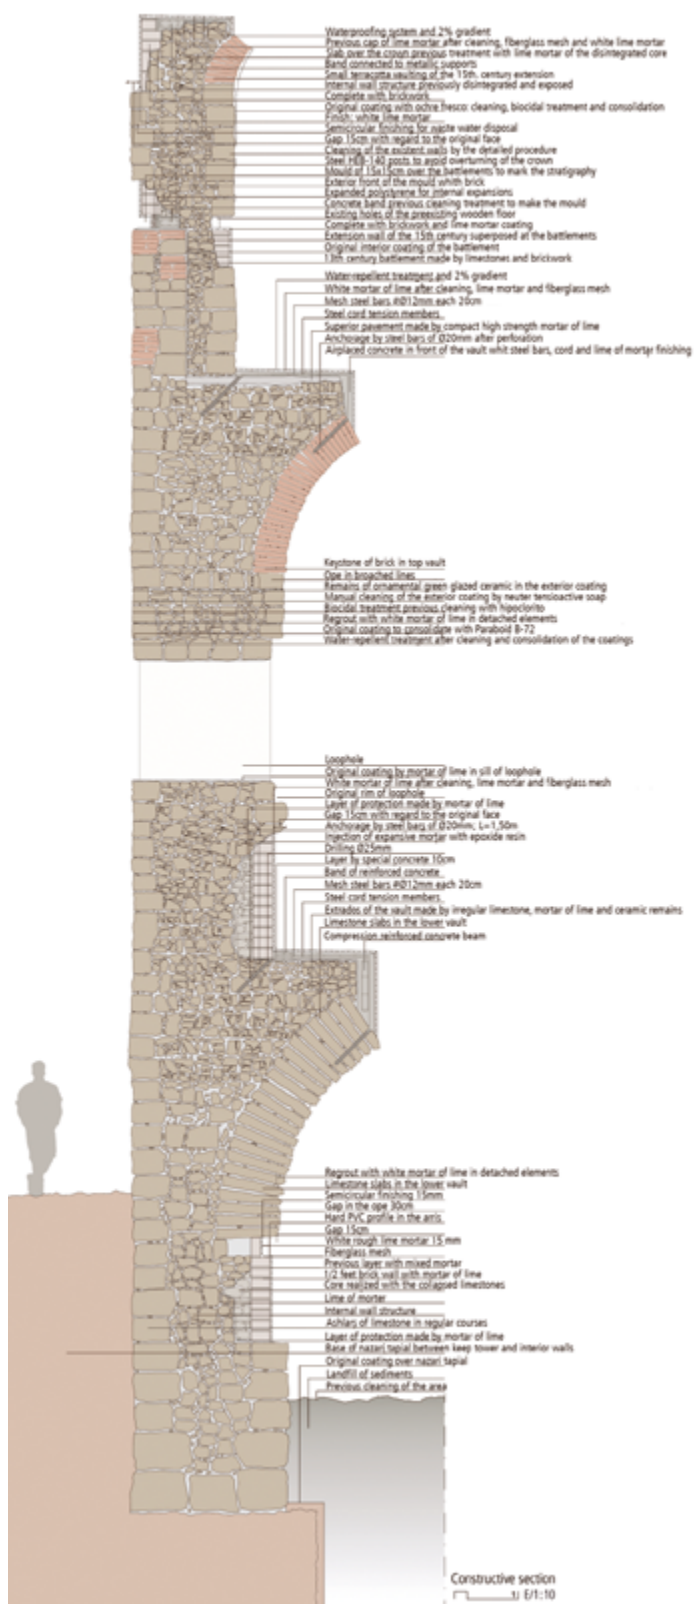 Waterproofing system and 2% gradient
Previous cap of lime mortar after cleaning, fiberglass mesh and white lime mortar
Slab over the crown previous treatment with lime mortar of the disintegrated core
Band connected to metallic supports
Small terracotta vaulting of the 15th. century extension
Internal wall structure previously disintegrated and exposed
Complete with brickwork
Original coating with ochre fresco: cleaning, biocidal treatment and consolidation
Finish: white lime mortar
Semicircular finishing for waste water disposal
Gap 15cm with regard to the original face
Cleaning of the existent walls by the detailed procedure
Steel HEB-140 posts to avoid overturning of the crown
Mould of 15x15cm over the battlements to mark the stratigraphy
Exterior front of the mould whith brick
Expanded polystyrene for internal expansions
Concrete band previous cleaning treatment to make the mould
Existing holes of the preexisting wooden floor
Complete with brickwork and lime mortar coating
Extension wall of the 15th century superposed at the battlements
Original interior coating of the battlement
13th century battlement made by limestones and brickwork
Water-repellent treatment and 2% gradient
White mortar of lime after cleaning, lime mortar and fiberglass mesh
Mesh steel bars #Ø12mm each 20cm
Steel cord tension members
Superior pavement made by compact high strength mortar of lime
Anchorage by steel bars of Ø20mm after perforation
Airplaced concrete in front of the vault whit steel bars, cord and lime of mortar finishing
Keystone of brick in top vault
Ope in broached lines
Remains of ornamental green glazed ceramic in the exterior coating
Manual cleaning of the exterior coating by neuter tensioactive soap
Biocidal treatment previous cleaning with hipoclorito
Regrout with white mortar of lime in detached elements
Original coating to consolidate with Paraboid B-72
Water-repellent treatment after cleaning and consolidation of the coatings
Loophole
Original coating by mortar of lime in sill of loophole
White mortar of lime after cleaning, lime mortar and fiberglass mesh
Original rim of loophole
Layer of protection made by mortar of lime
Gap 15cm with regard to the original face
Anchorage by steel bars of Ø20mm; L=1,50m
Injection of expansive mortar with epoxide resin
Drilling Ø25mm
Layer by special concrete 10cm
Band of reinforced concrete
Mesh steel bars #Ø12mm each 20cm
Steel cord tension members
Extrados of the vault made by irregular limestone, mortar of lime and ceramic remains
Limestone slabs in the lower vault
Compression reinforced concrete beam
Regrout with white mortar of lime in detached elements
Limestone slabs in the lower vault
Semicircular finishing 15mm
Gap in the ope 30cm
Hard PVC profile in the arris
Gap 15cm
White rough lime mortar 15 mm
Fiberglass mesh
Previous layer with mixed mortar
1/2 feet brick wall with mortar of lime
Core realized with the collapsed limestones
Lime of morter
Internal wall structure
Ashlars of limestone in regular courses
Layer of protection made by mortar of lime
Base of nazari tapial between keep tower and interior walls
Original coating over nazari tapial
Landfill of sediments
Previous cleaning of the area
Constructive section
1 E/1:10